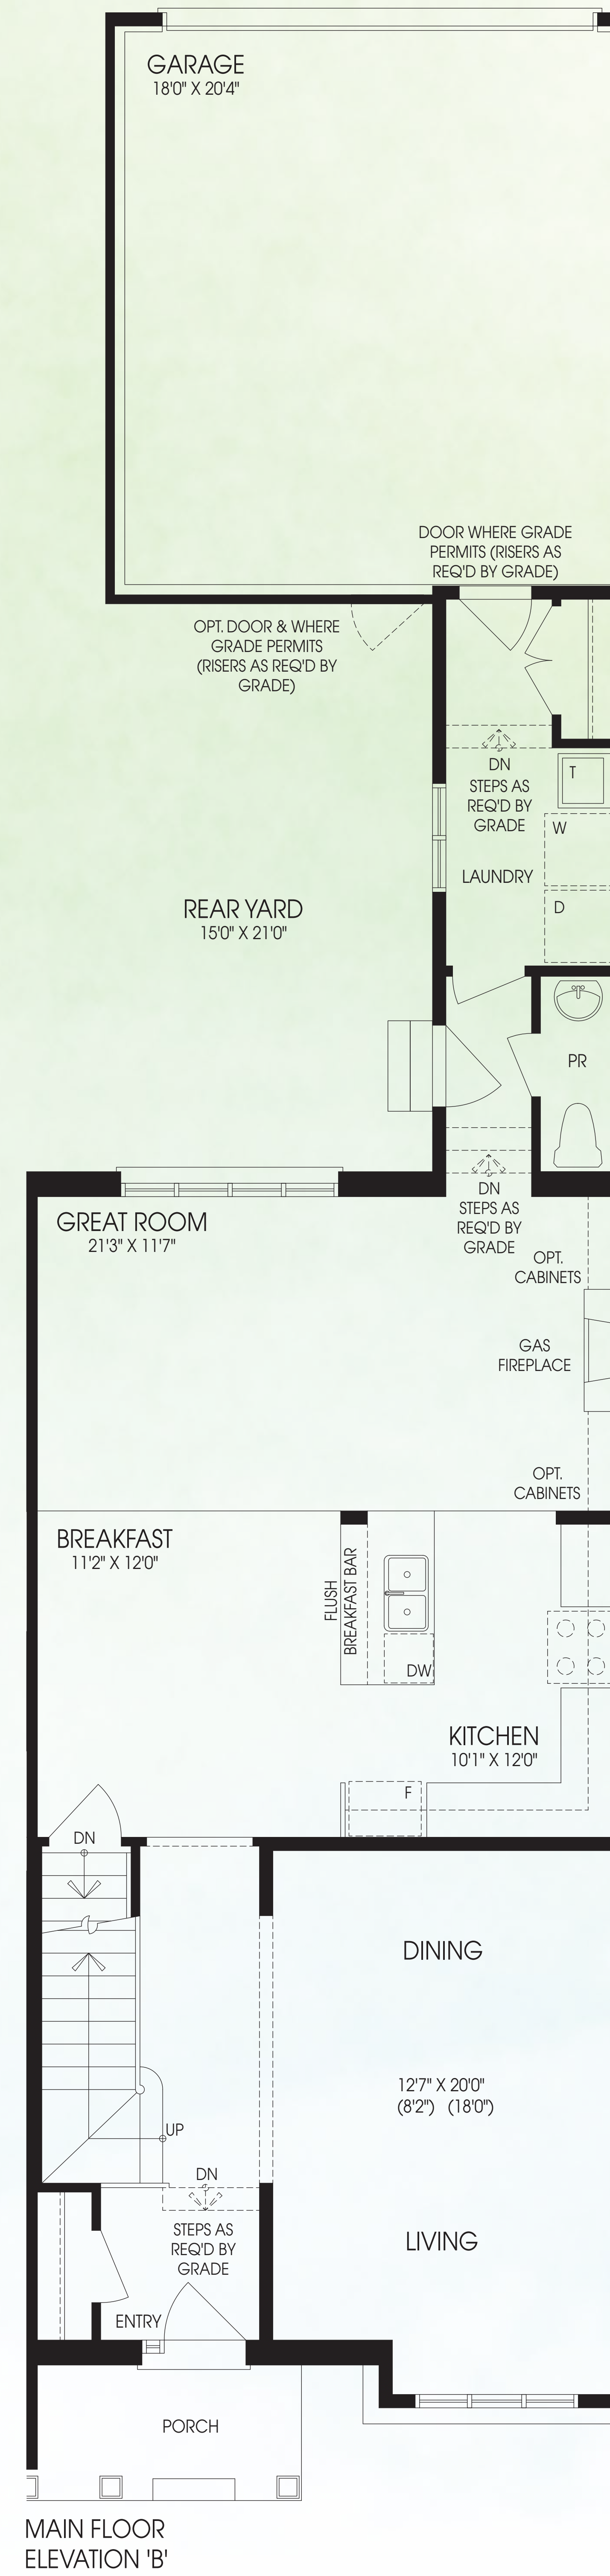 GARAGE
18'0" X 20'4"
DOOR WHERE GRADE
PERMITS (RISERS AS
REQ'D BY GRADE)
OPT. DOOR & WHERE
GRADE PERMITS
(RISERS AS REQ'D BY
GRADE)
DN
STEPS AS
REQ'D BY
GRADE
T
W
LAUNDRY
D
REAR YARD
15'0" X 21'0"
PR
DN
STEPS AS
REQ'D BY
GRADE
GREAT ROOM
21'3" X 11'7"
OPT.
CABINETS
GAS
FIREPLACE
OPT.
CABINETS
BREAKFAST
11'2" X 12'0"
FLUSH
BREAKFAST BAR
DW
KITCHEN
10'1" X 12'0"
F
DN
DINING
12'7" X 20'0"
(8'2") (18'0")
UP
DN
STEPS AS
REQ'D BY
GRADE
LIVING
ENTRY
PORCH
MAIN FLOOR
ELEVATION 'B'